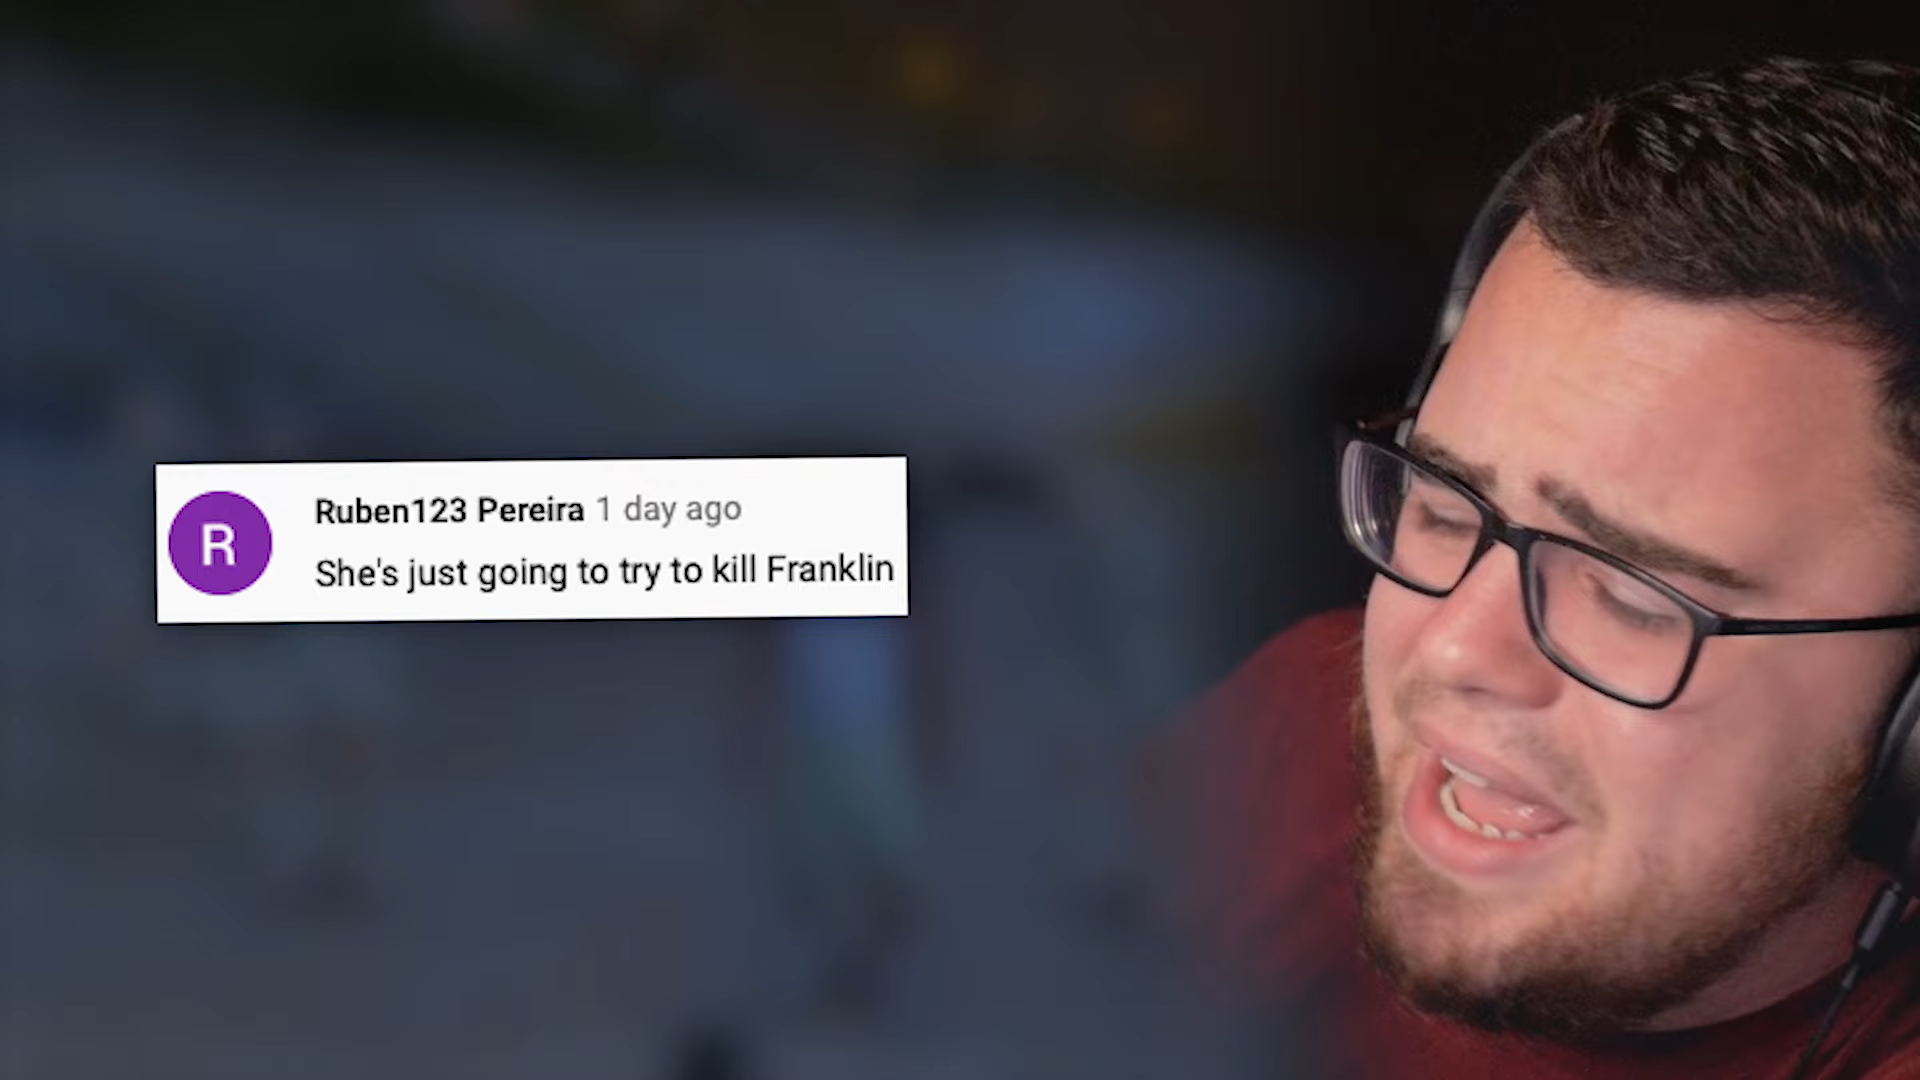 R
Ruben123 Pereira 1 day ago
She's just going to try to kill Franklin